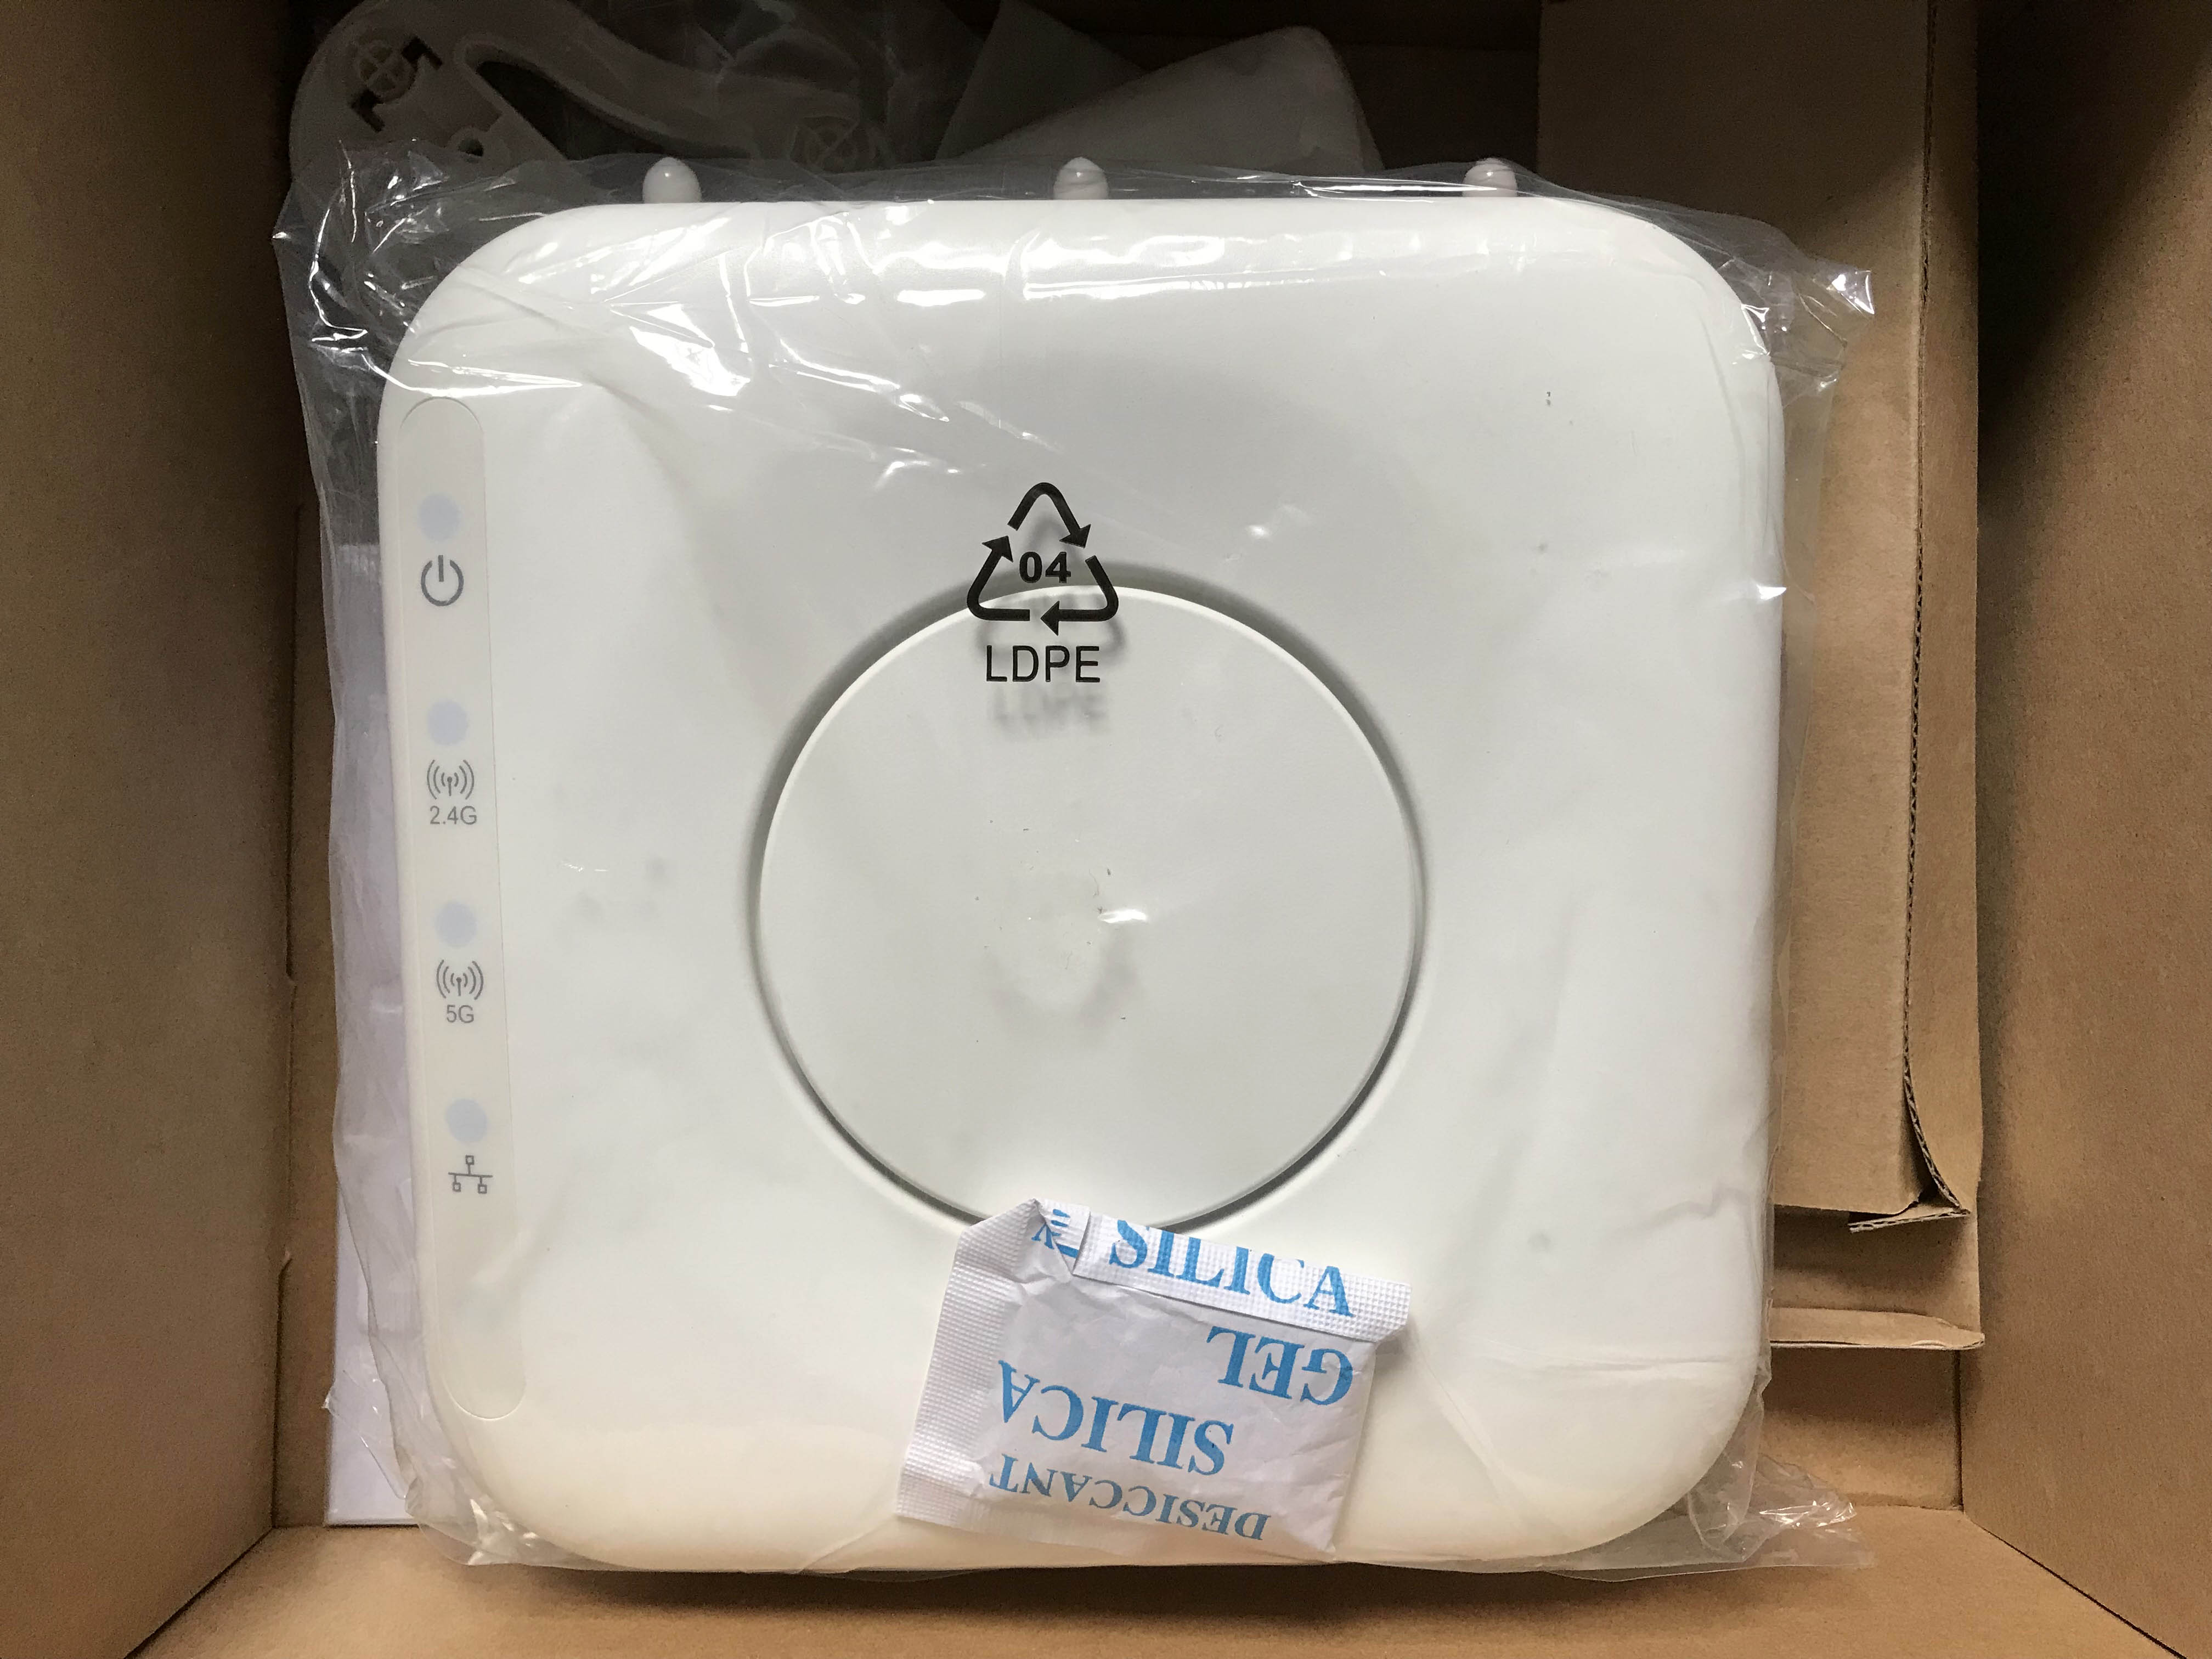 04
LDPE
2.4G
5G
SILICA
GEL
SILICA
DESICCANT